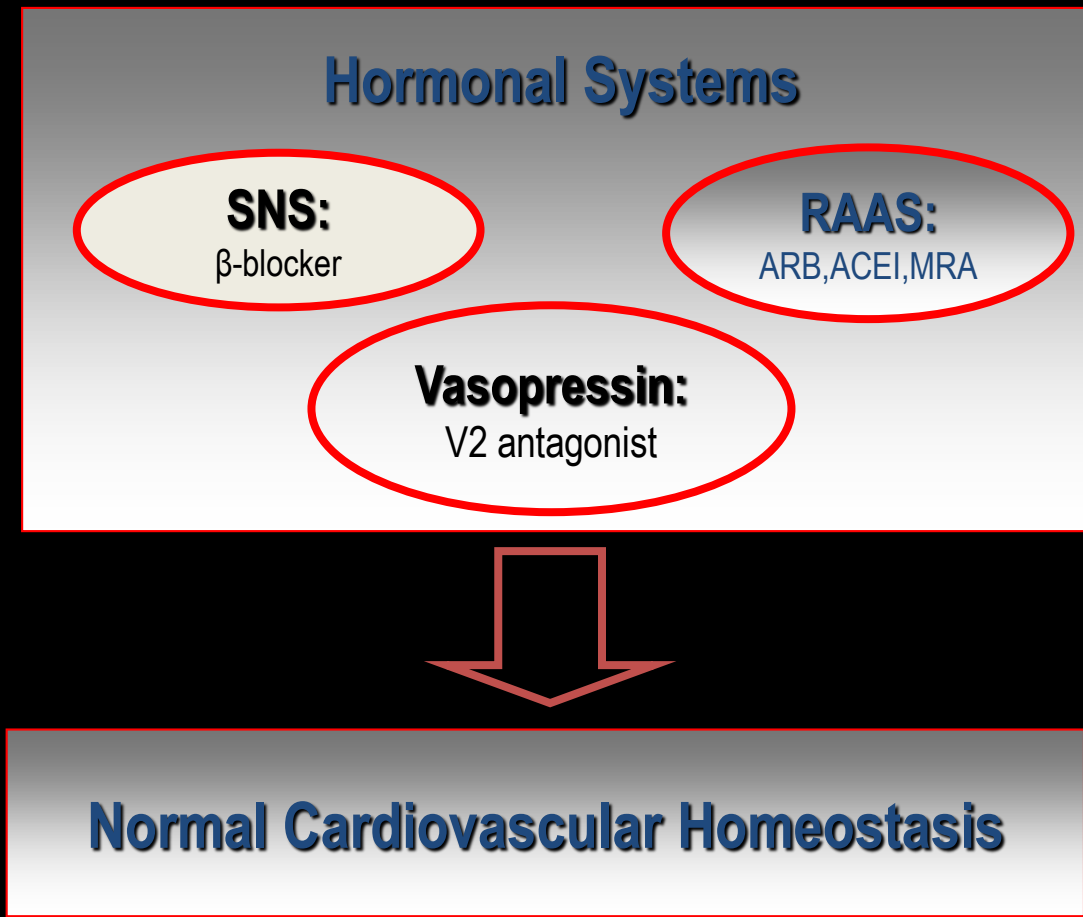 Hormonal Systems
SNS:
β-blocker
RAAS:
ARB,ACEI,MRA
Vasopressin:
V2 antagonist
Normal Cardiovascular Homeostasis